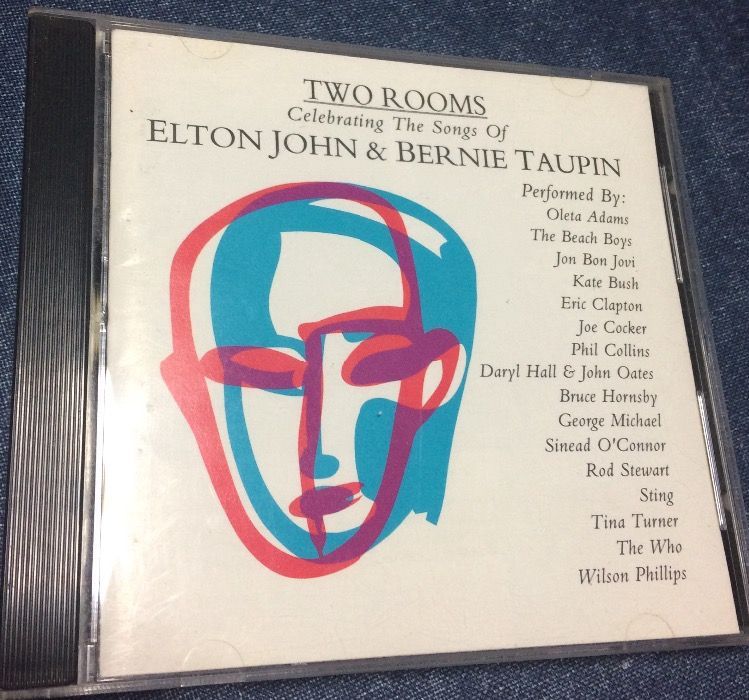 TWO ROOMS
Celebrating The Songs Of
ELTON JOHN & BERNIE TAUPIN
Performed By:
Oleta Adams
The Beach Boys
Jon Bon Jovi
Kate Bush
Eric Clapton
Joe Cocker
Phil Collins
Daryl Hall & John Oates
Bruce Hornsby
George Michael
Sinead O'Connor
Rod Stewart
Sting
Tina Turner
The Who
Wilson Phillips